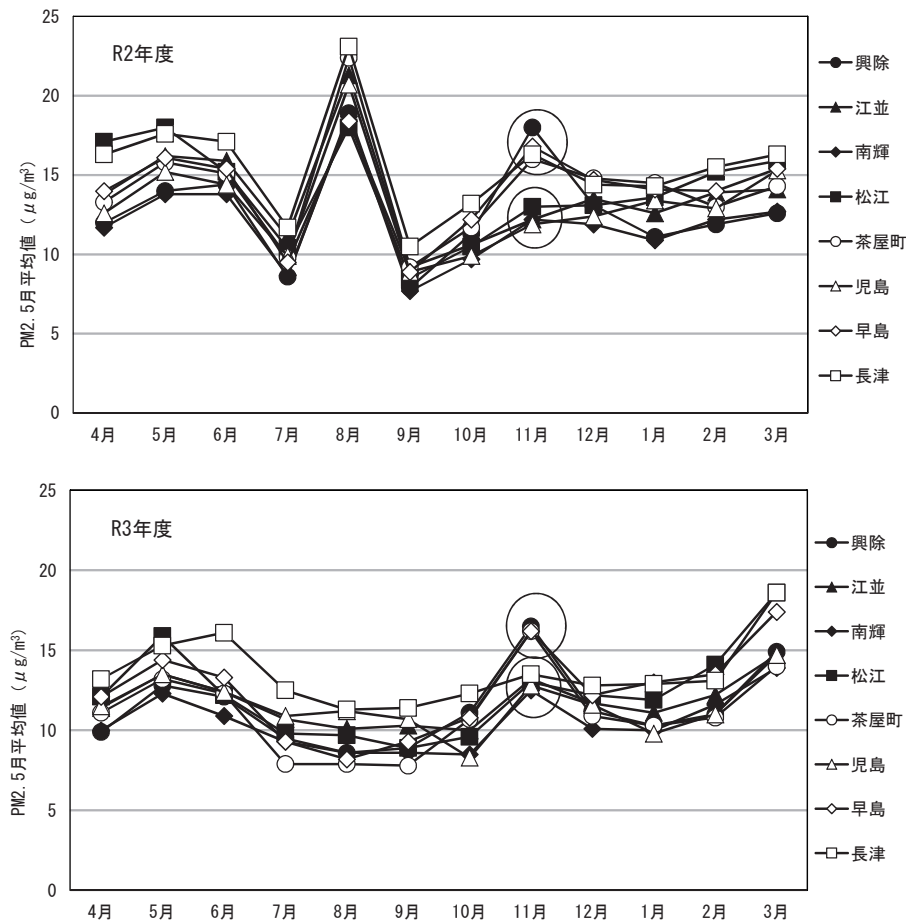 R2年度
PM2.5月平均値（μg/m³）
25
20
15
10
5
0
4月 5月 6月 7月 8月 9月 10月 11月 12月 1月 2月 3月
興除
江並
南輝
松江
茶屋町
児島
早島
長津
R3年度
PM2.5月平均値（μg/m³）
25
20
15
10
5
0
4月 5月 6月 7月 8月 9月 10月 11月 12月 1月 2月 3月
興除
江並
南輝
松江
茶屋町
児島
早島
長津